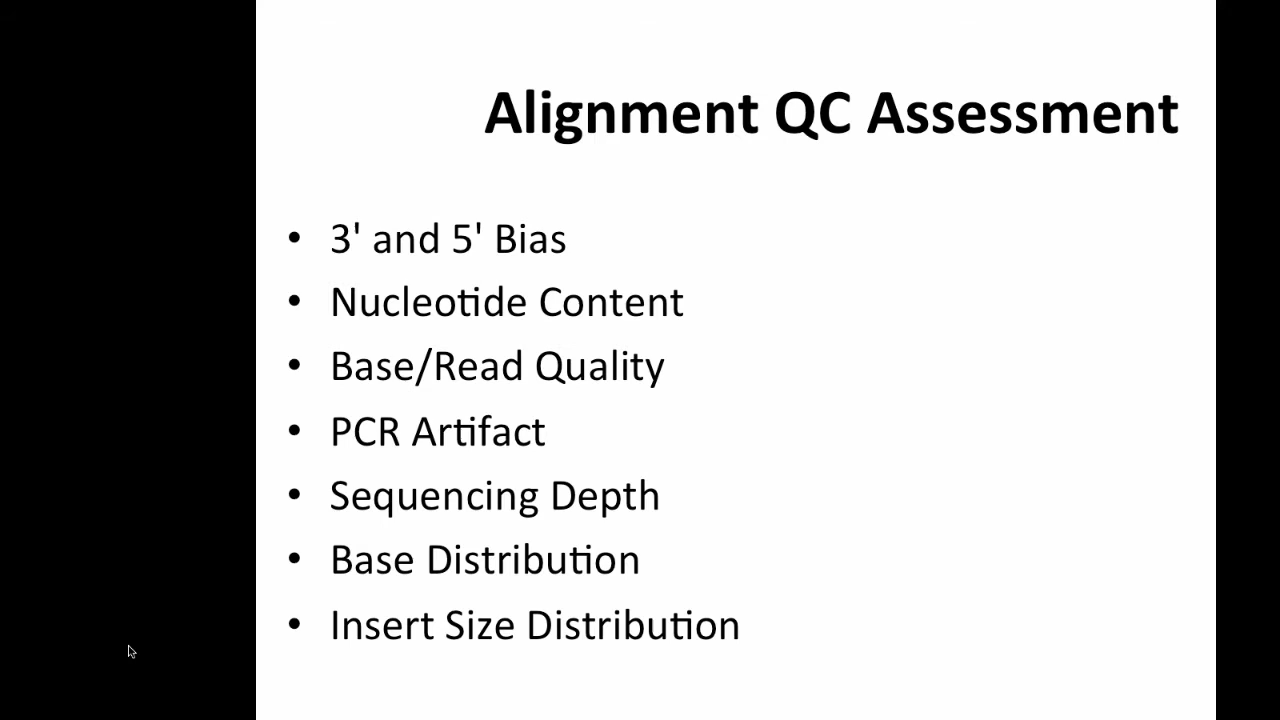 Alignment QC Assessment
• 3' and 5' Bias
• Nucleotide Content
• Base/Read Quality
• PCR Artifact
• Sequencing Depth
• Base Distribution
• Insert Size Distribution